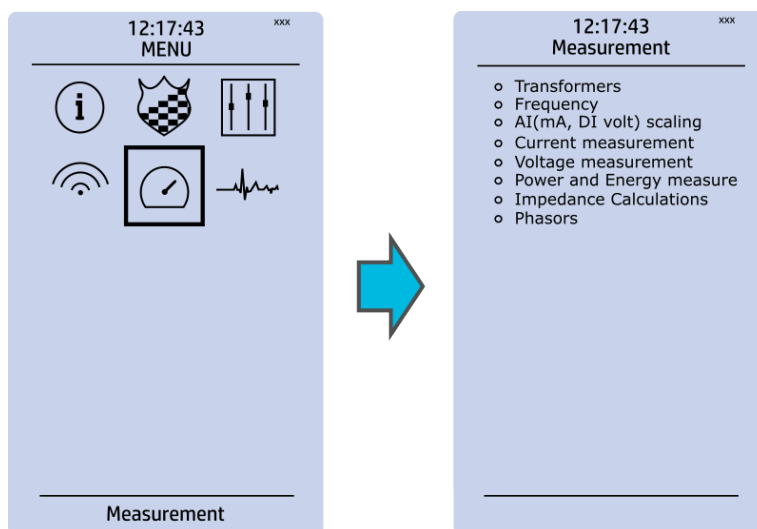 12:17:43
xxx
MENU
i
Measurement
12:17:43
xxx
Measurement
Transformers
Frequency
AI(mA, DI volt) scaling
Current measurement
Voltage measurement
Power and Energy measure
Impedance Calculations
Phasors